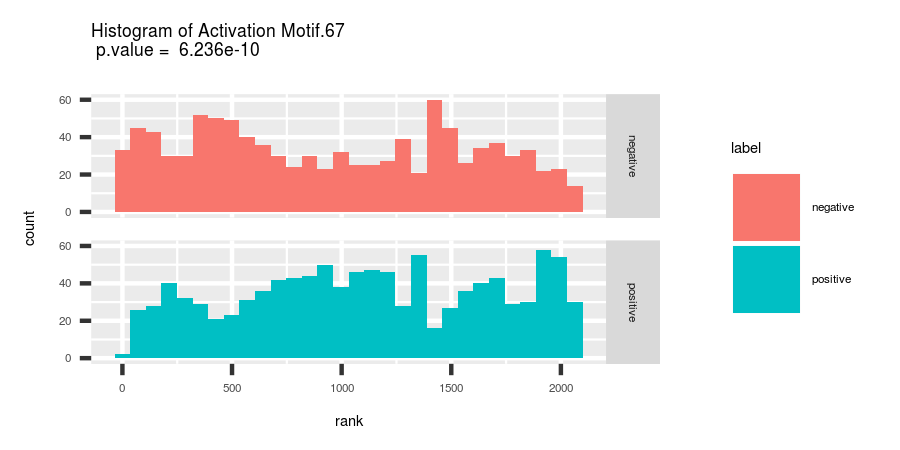 Histogram of Activation Motif.67
p.value =  6.236e-10
count
60
40
20
0
negative
60
40
20
0
positive
0
500
1000
1500
2000
rank
label
negative
positive